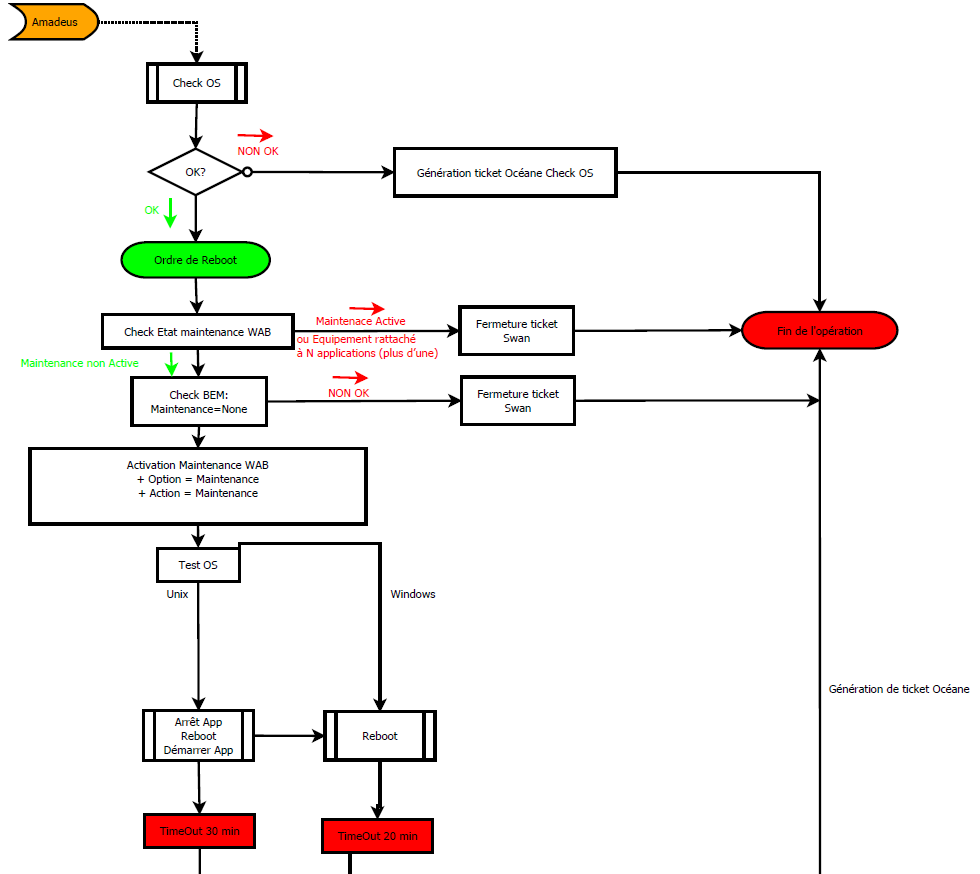 Amadeus
Check OS
NON OK
OK?
Génération ticket Océane Check OS
OK
Ordre de Reboot
Maintenace Active
Check Etat maintenance WAB
ou Equipement rattaché
à N applications (plus d'une)
Fermeture ticket
Swan
Fin de l'opération
Maintenance non Active
NON OK
Check BEM:
Maintenance=None
Fermeture ticket
Swan
Activation Maintenance WAB
+ Option = Maintenance
+ Action = Maintenance
Test OS
Unix
Windows
Génération de ticket Océane
Arrêt App
Reboot
Démarrer App
Reboot
TimeOut 30 min
TimeOut 20 min